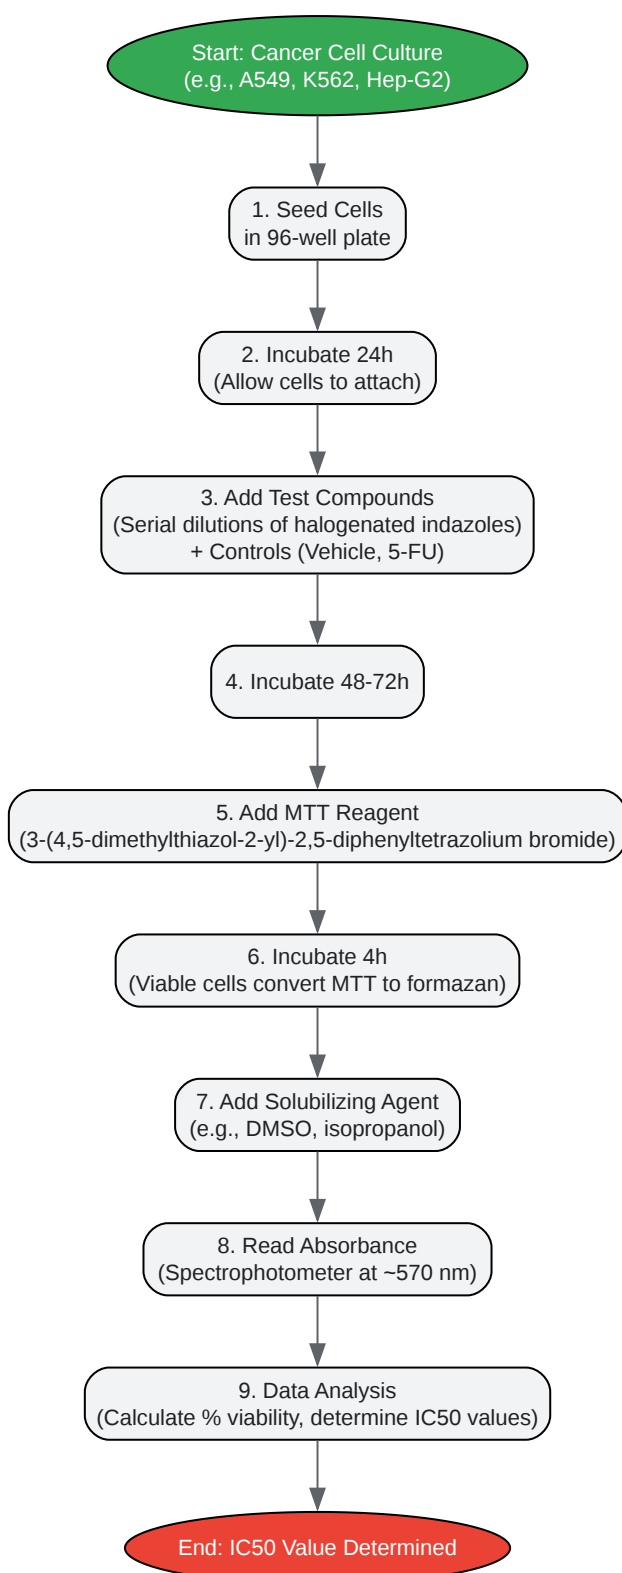 Start: Cancer Cell Culture
(e.g., A549, K562, Hep-G2)
1. Seed Cells
in 96-well plate
2. Incubate 24h
(Allow cells to attach)
3. Add Test Compounds
(Serial dilutions of halogenated indazoles)
+ Controls (Vehicle, 5-FU)
4. Incubate 48-72h
5. Add MTT Reagent
(3-(4,5-dimethylthiazol-2-yl)-2,5-diphenyltetrazolium bromide)
6. Incubate 4h
(Viable cells convert MTT to formazan)
7. Add Solubilizing Agent
(e.g., DMSO, isopropanol)
8. Read Absorbance
(Spectrophotometer at ~570 nm)
9. Data Analysis
(Calculate % viability, determine IC50 values)
End: IC50 Value Determined